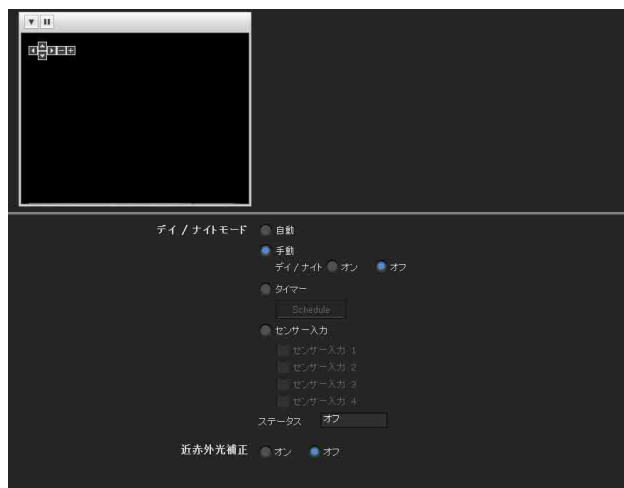 デイ / ナイトモード 自動
手動
デイ / ナイト オン オフ
タイマー
Schedule
センサー入力
センサー入力 1
センサー入力 2
センサー入力 3
センサー入力 4
ステータス オフ
近赤外光補正 オン オフ